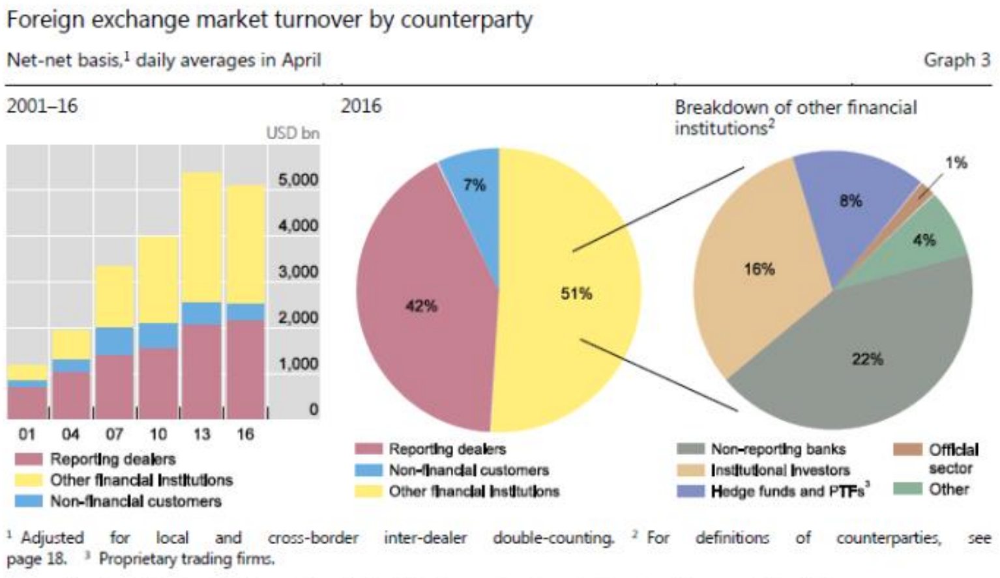 Foreign exchange market turnover by counterparty
Net-net basis,¹ daily averages in April
Graph 3
2001–16
USD bn
5,000
4,000
3,000
2,000
1,000
0
01 04 07 10 13 16
Reporting dealers
Other financial institutions
Non-financial customers
2016
7%
42%
51%
Reporting dealers
Non-financial customers
Other financial institutions
Breakdown of other financial
institutions²
1%
8%
4%
16%
22%
Non-reporting banks
Institutional investors
Hedge funds and PTFs³
Official
sector
Other
¹ Adjusted for local and cross-border inter-dealer double-counting. ² For definitions of counterparties, see
page 18. ³ Proprietary trading firms.